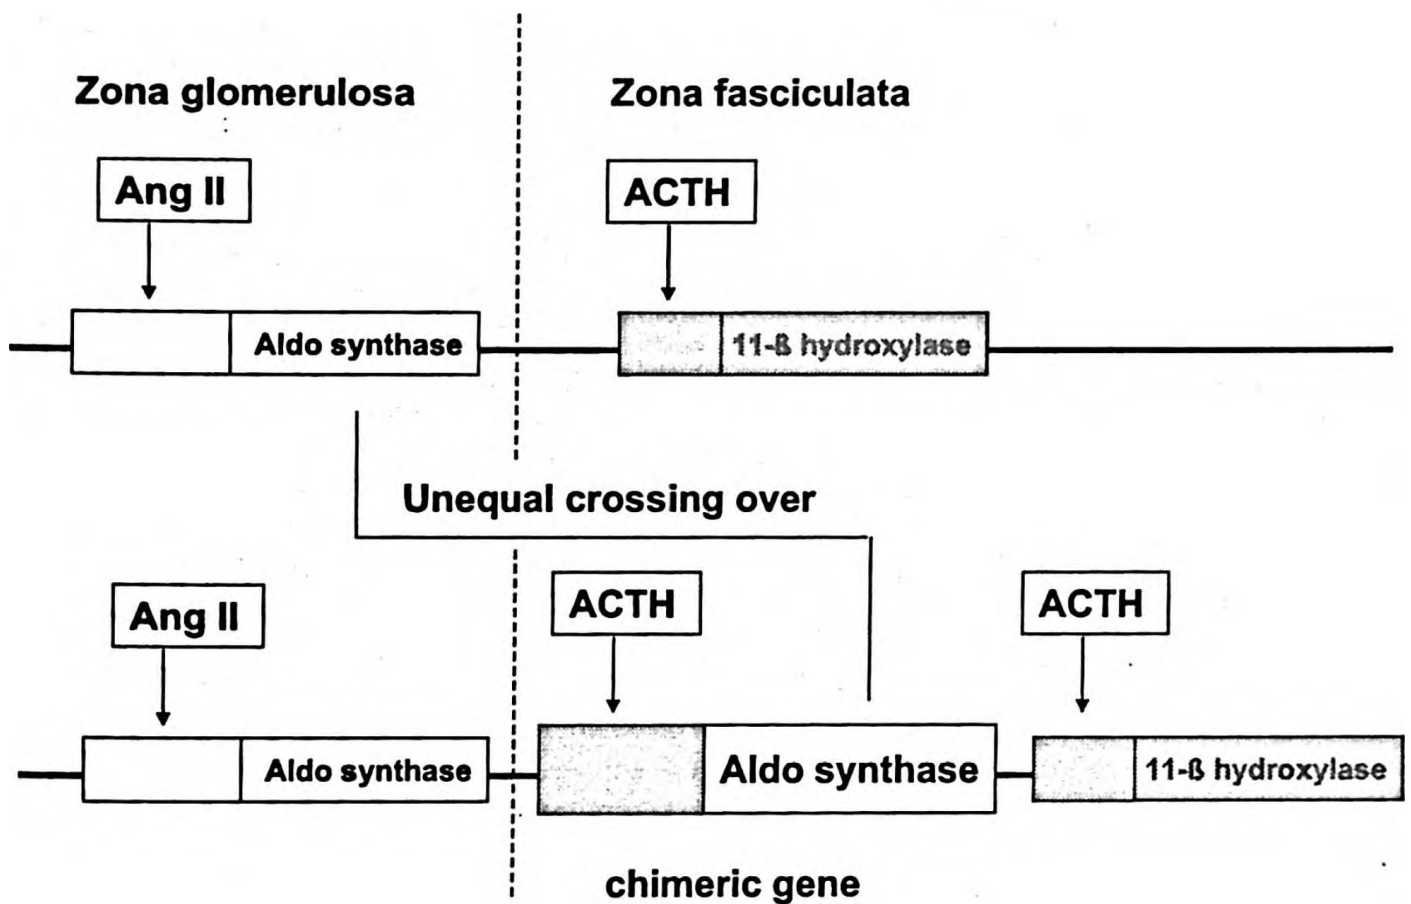 Zona glomerulosa
Zona fasciculata
Ang II
ACTH
Aldo synthase
11-ß hydroxylase
Unequal crossing over
Ang II
ACTH
ACTH
Aldo synthase
Aldo synthase
11-ß hydroxylase
chimeric gene